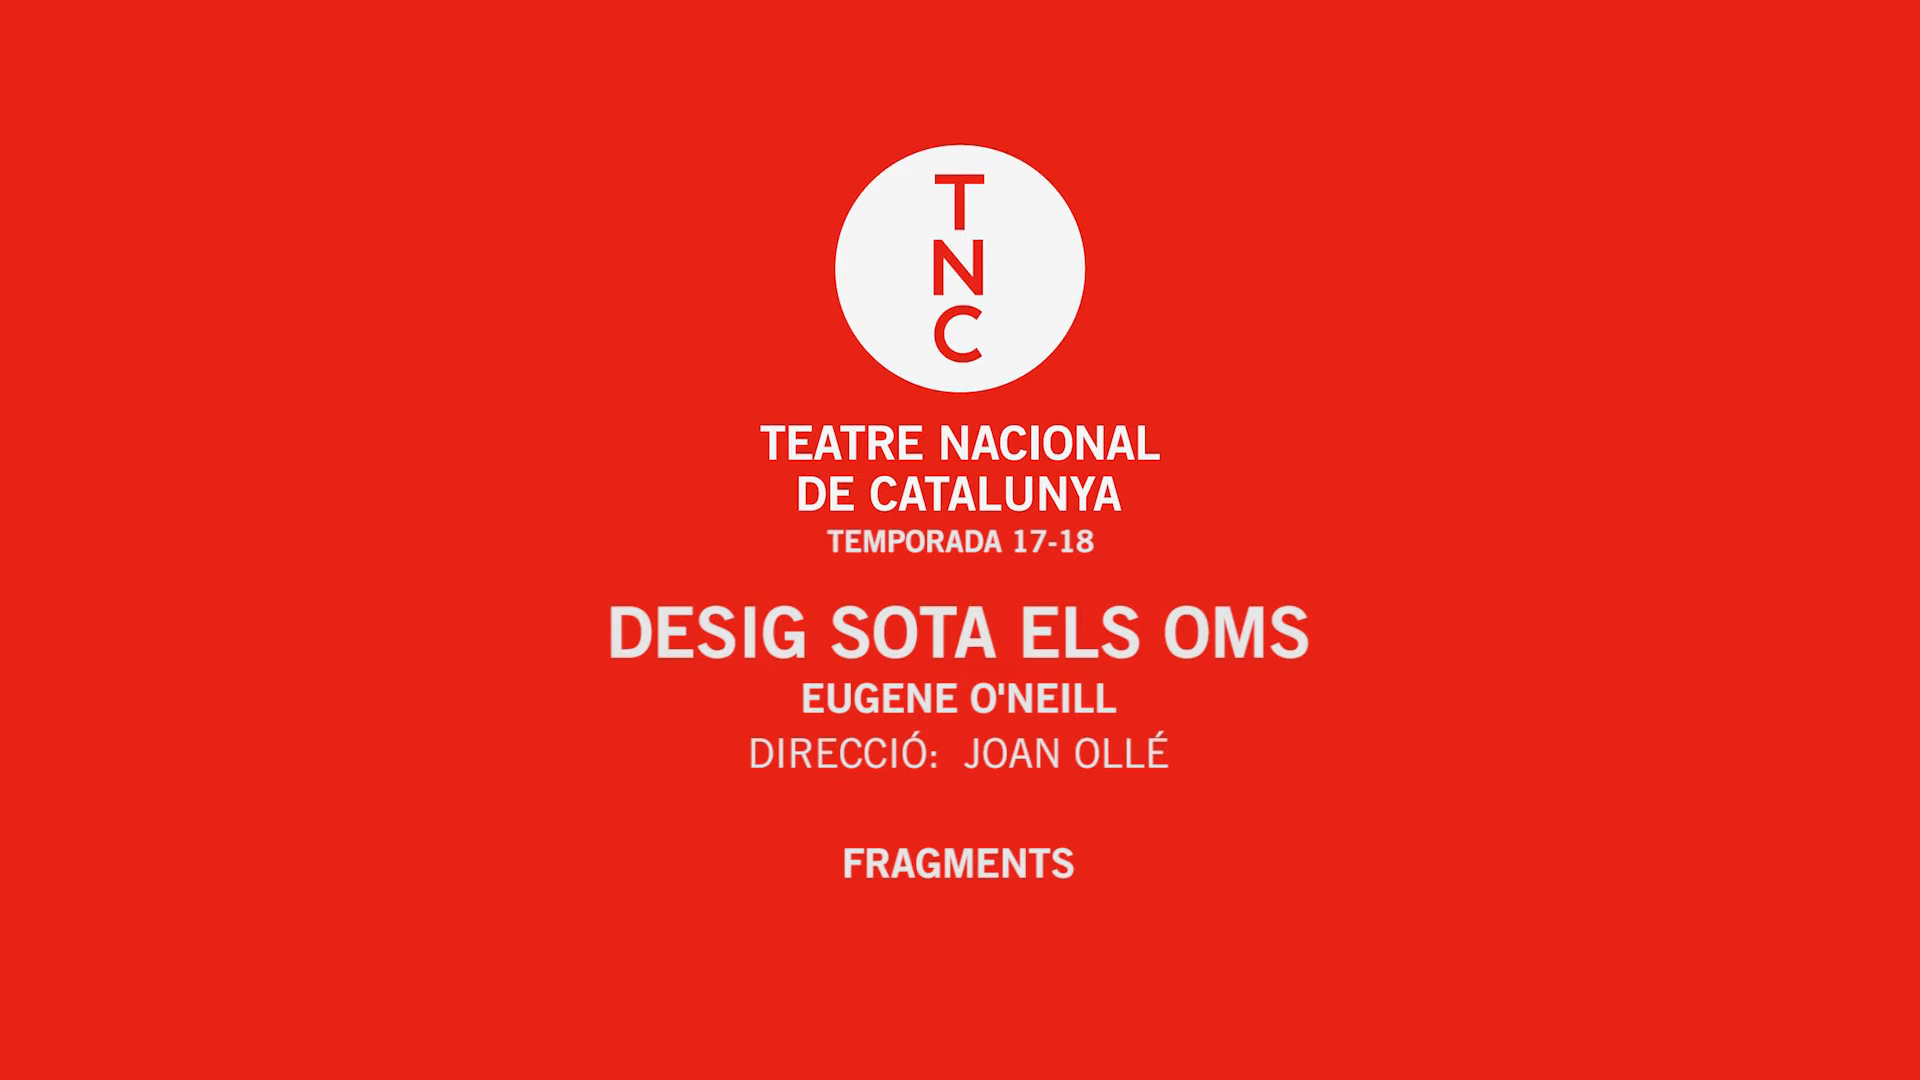 T
N
C
TEATRE NACIONAL
DE CATALUNYA
TEMPORADA 17-18
DESIG SOTA ELS OMS
EUGENE O'NEILL
DIRECCIÓ: JOAN OLLÉ
FRAGMENTS